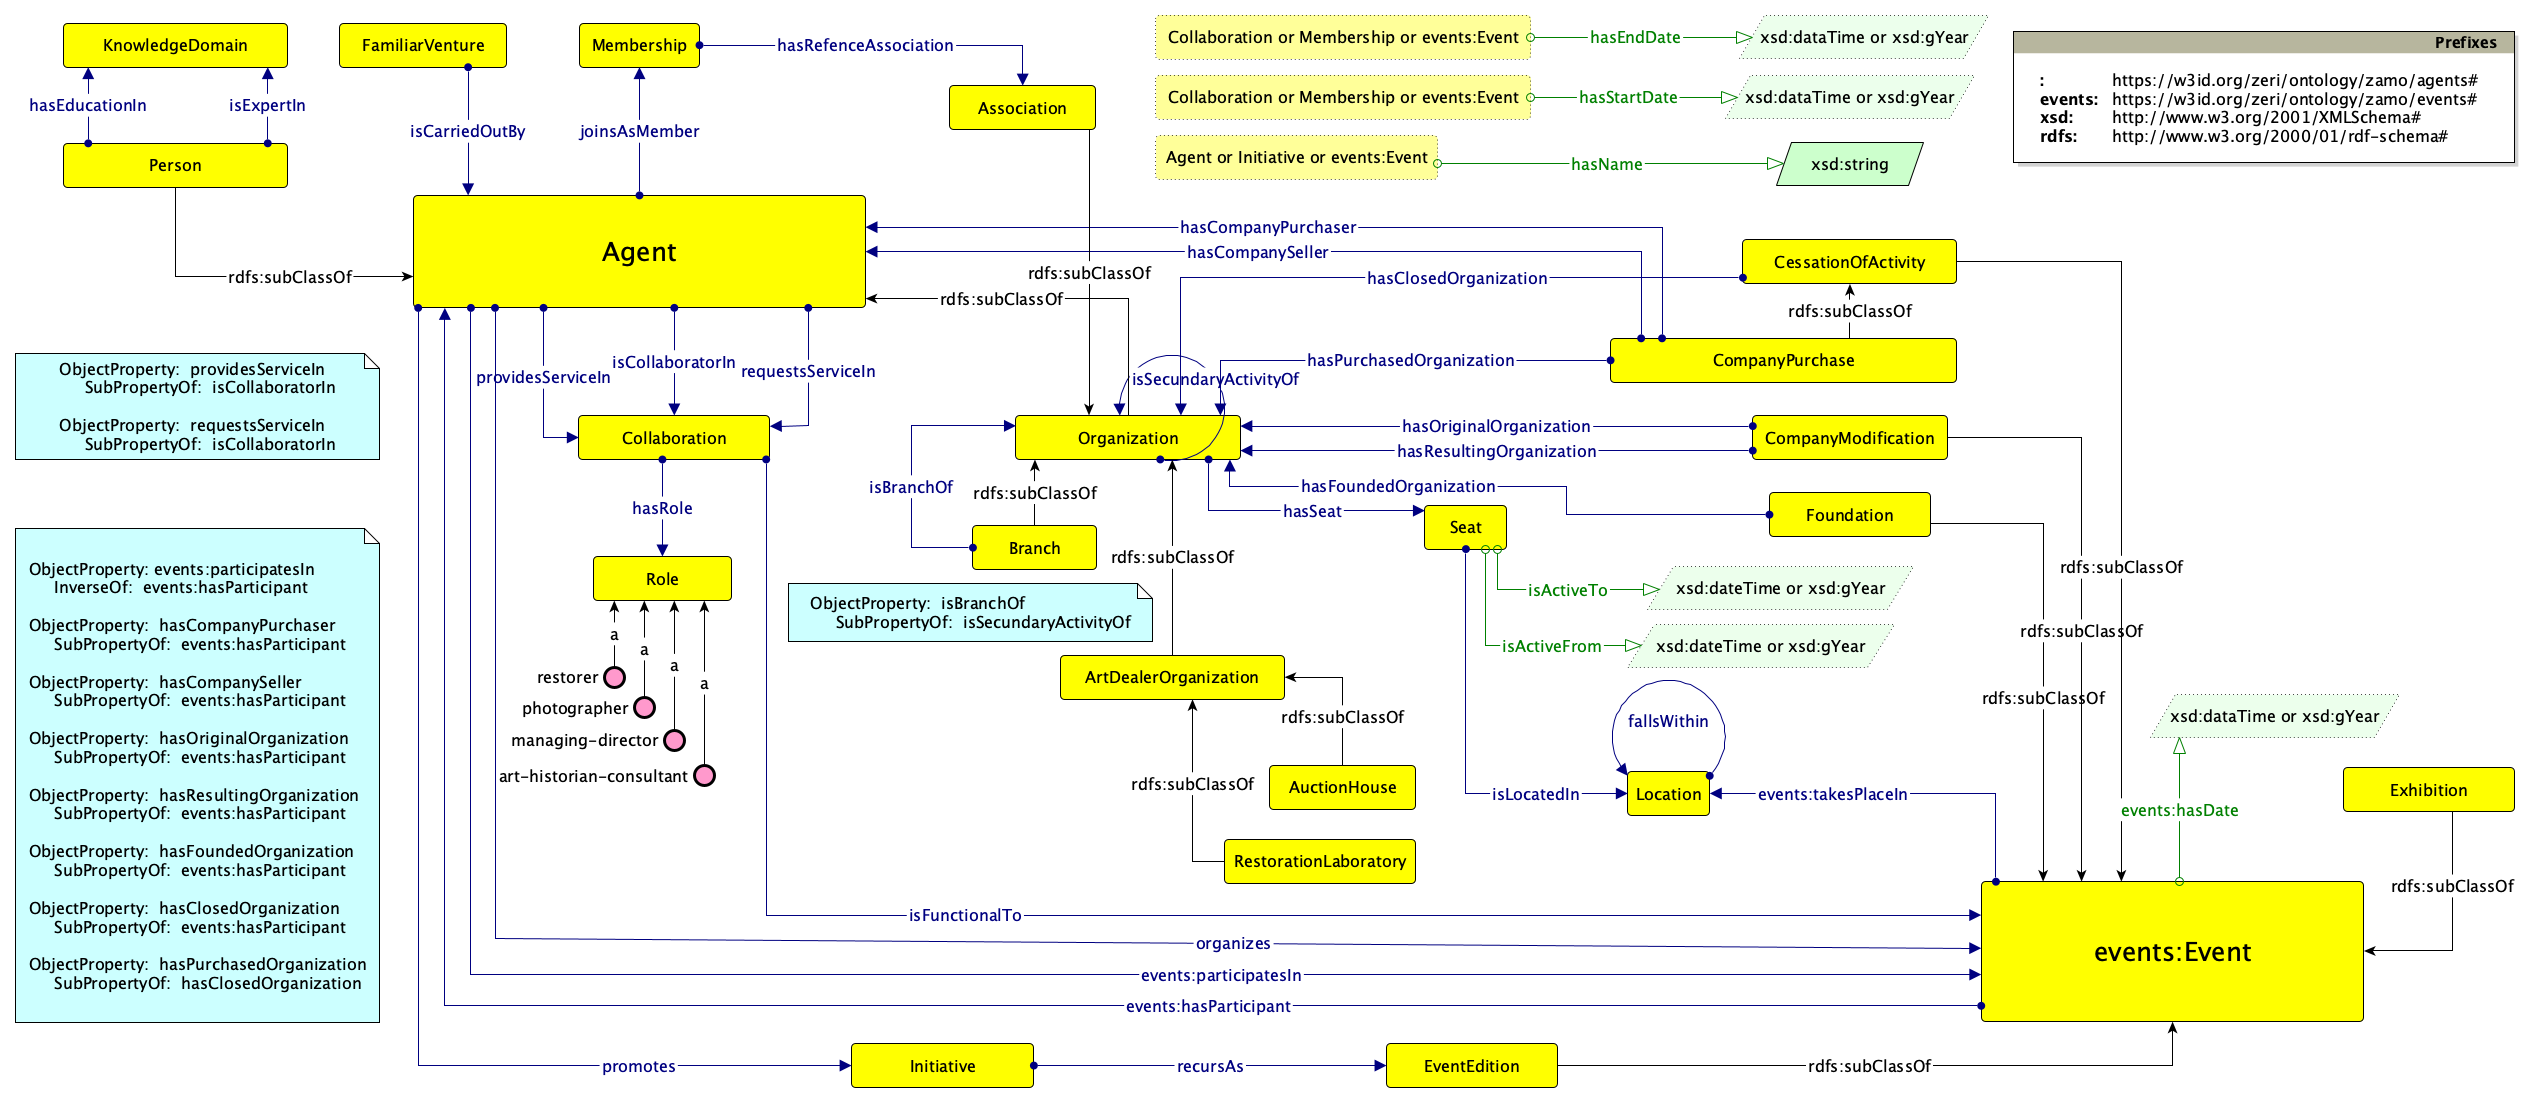 KnowledgeDomain
FamiliarVenture
Membership
hasRefenceAssociation
Association
hasEducationIn
isExpertIn
isCarriedOutBy
joinsAsMember
Person
Collaboration or Membership or events:Event
hasEndDate
xsd:dataTime or xsd:gYear
Collaboration or Membership or events:Event
hasStartDate
xsd:dataTime or xsd:gYear
Agent or Initiative or events:Event
hasName
xsd:string
Prefixes
: https://w3id.org/zeri/ontology/zamo/agents#
events: https://w3id.org/zeri/ontology/zamo/events#
xsd: http://www.w3.org/2001/XMLSchema#
rdfs: http://www.w3.org/2000/01/rdf-schema#
Agent
rdfs:subClassOf
rdfs:subClassOf
rdfs:subClassOf
hasCompanyPurchaser
hasCompanySeller
hasClosedOrganization
CessationOfActivity
rdfs:subClassOf
CompanyPurchase
hasPurchasedOrganization
isSecundaryActivityOf
ObjectProperty: providesServiceIn
SubPropertyOf: isCollaboratorIn
ObjectProperty: requestsServiceIn
SubPropertyOf: isCollaboratorIn
providesServiceIn
isCollaboratorIn
requestsServiceIn
Collaboration
Organization
hasOriginalOrganization
hasResultingOrganization
CompanyModification
isBranchOf
rdfs:subClassOf
hasFoundedOrganization
hasSeat
Seat
Foundation
hasRole
Role
Branch
rdfs:subClassOf
rdfs:subClassOf
rdfs:subClassOf
rdfs:subClassOf
ObjectProperty: isBranchOf
SubPropertyOf: isSecundaryActivityOf
isActiveTo
xsd:dateTime or xsd:gYear
isActiveFrom
xsd:dateTime or xsd:gYear
a
a
a
a
restorer
photographer
managing-director
art-historian-consultant
ArtDealerOrganization
rdfs:subClassOf
rdfs:subClassOf
AuctionHouse
RestorationLaboratory
fallsWithin
isLocatedIn
Location
events:takesPlaceIn
xsd:dataTime or xsd:gYear
events:hasDate
Exhibition
rdfs:subClassOf
ObjectProperty: events:participatesIn
InverseOf: events:hasParticipant
ObjectProperty: hasCompanyPurchaser
SubPropertyOf: events:hasParticipant
ObjectProperty: hasCompanySeller
SubPropertyOf: events:hasParticipant
ObjectProperty: hasOriginalOrganization
SubPropertyOf: events:hasParticipant
ObjectProperty: hasResultingOrganization
SubPropertyOf: events:hasParticipant
ObjectProperty: hasFoundedOrganization
SubPropertyOf: events:hasParticipant
ObjectProperty: hasClosedOrganization
SubPropertyOf: events:hasParticipant
ObjectProperty: hasPurchasedOrganization
SubPropertyOf: hasClosedOrganization
isFunctionalTo
organizes
events:participatesIn
events:hasParticipant
events:Event
promotes
Initiative
recursAs
EventEdition
rdfs:subClassOf